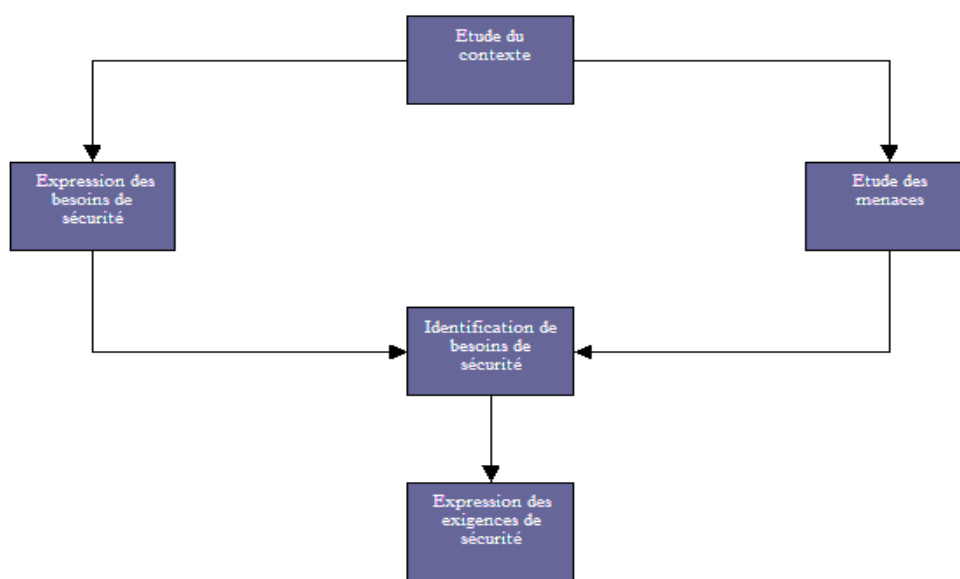 Etude du
contexte
Expression des
besoins de
sécurité
Etude des
menaces
Identification de
besoins de
sécurité
Expression des
exigences de
sécurité